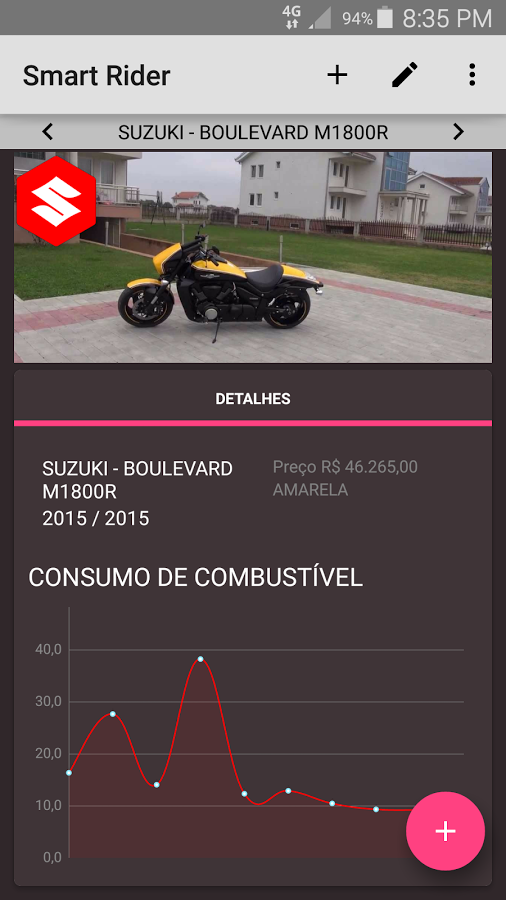 4G 94% 8:35 PM
Smart Rider
SUZUKI - BOULEVARD M1800R
DETALHES
SUZUKI - BOULEVARD
M1800R
2015 / 2015
Preço R$ 46.265,00
AMARELA
CONSUMO DE COMBUSTÍVEL
40,0
30,0
20,0
10,0
0,0